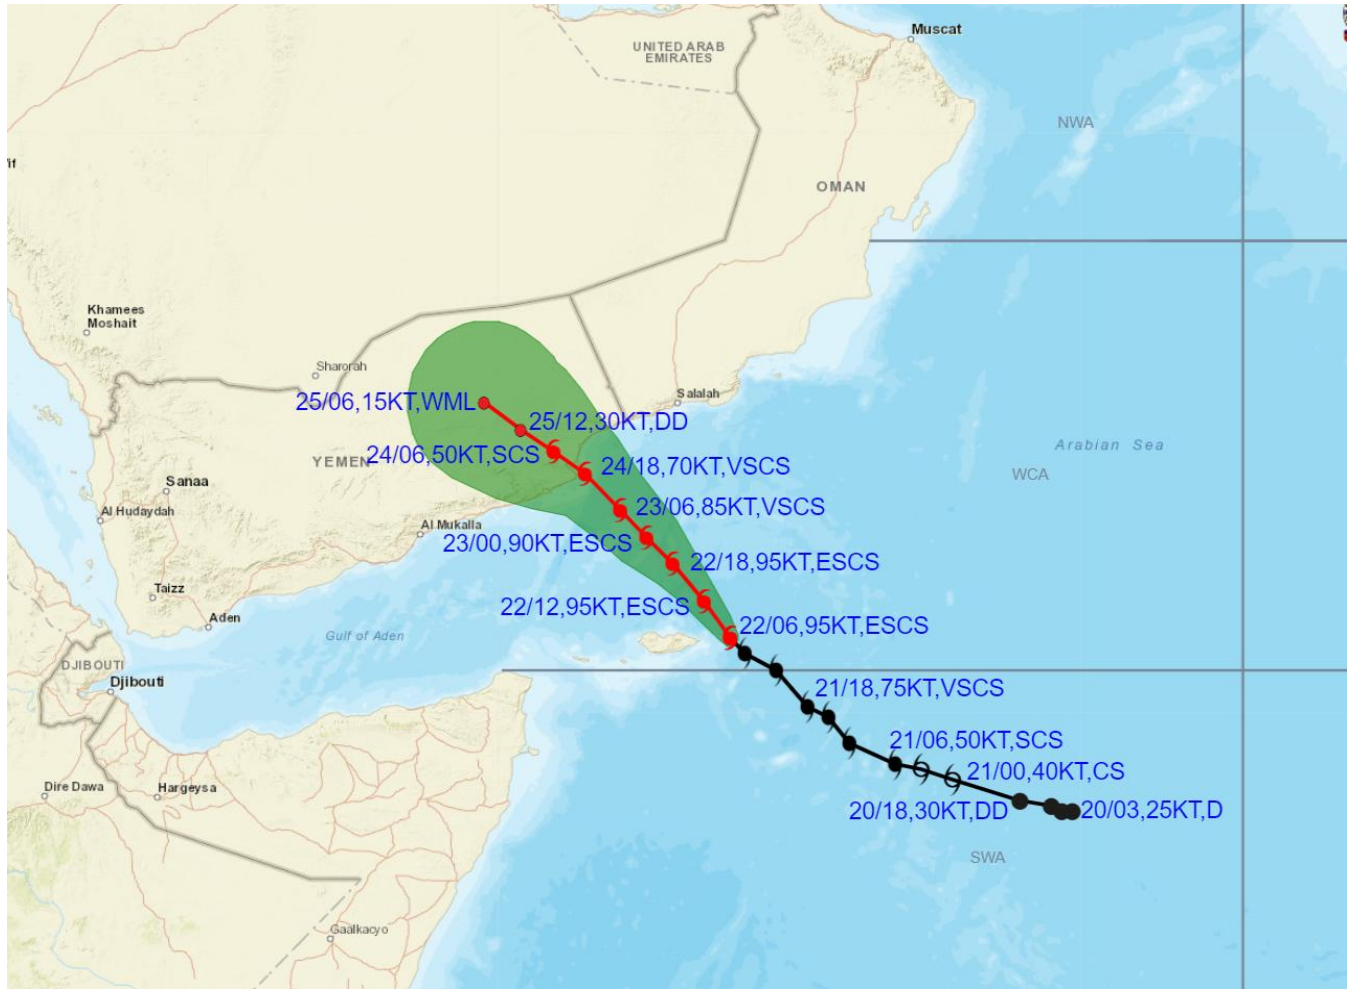 Muscat
UNITED ARAB
EMIRATES
NWA
if
OMAN
Khamees
Moshait
Sharorah
Salalah
25/06,15KT,WML
25/12,30KT,DD
Arabian Sea
24/06,50KT,SCS
YEMEN
24/18,70KT,VSCS
WCA
Sanaa
23/06,85KT,VSCS
Al Hudaydah
Al Mukalla
23/00,90KT,ESCS
22/18,95KT,ESCS
Taizz
22/12,95KT,ESCS
Aden
22/06,95KT,ESCS
Gulf of Aden
DJIBOUTI
Djibouti
21/18,75KT,VSCS
21/06,50KT,SCS
21/00,40KT,CS
Dire Dawa
Hargeysa
20/18,30KT,DD
20/03,25KT,D
SWA
Gaalkacyo